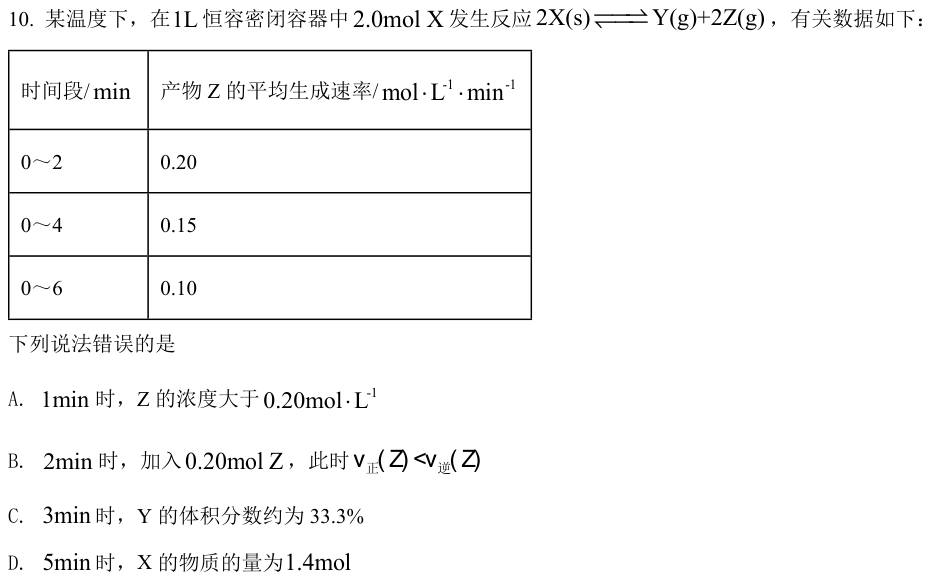 10. 某温度下，在1L恒容密闭容器中2.0mol X发生反应2X(s)⇌Y(g)+2Z(g)，有关数据如下：
时间段/min 产物 Z 的平均生成速率/mol·L⁻¹·min⁻¹
0～2 0.20
0～4 0.15
0～6 0.10
下列说法错误的是
A. 1min时，Z 的浓度大于0.20mol·L⁻¹
B. 2min时，加入0.20mol Z，此时v正(Z)<v逆(Z)
C. 3min时，Y 的体积分数约为 33.3%
D. 5min时，X 的物质的量为1.4mol